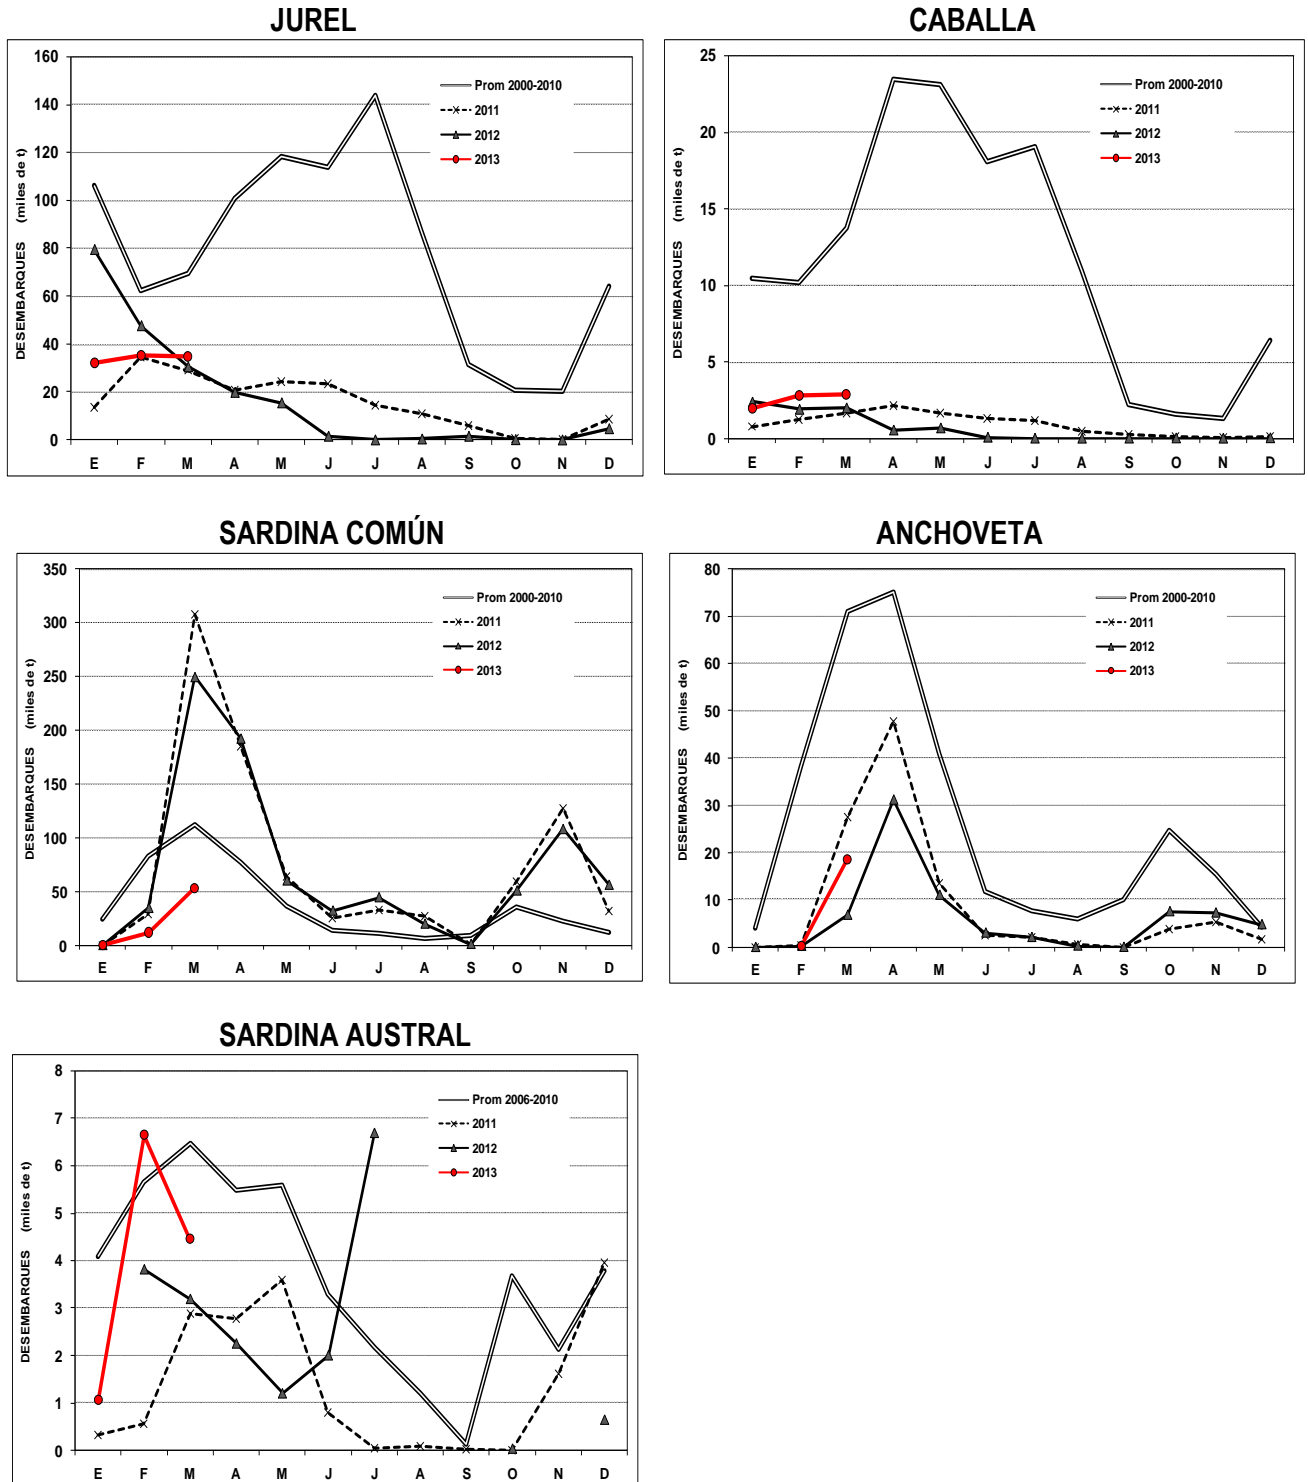 JUREL
DESEMBARQUES (miles de t)
160
140
120
100
80
60
40
20
0
Prom 2000-2010
2011
2012
2013
E F M A M J J A S O N D
CABALLA
DESEMBARQUES (miles de t)
25
20
15
10
5
0
Prom 2000-2010
2011
2012
2013
E F M A M J J A S O N D
SARDINA COMÚN
DESEMBARQUES (miles de t)
350
300
250
200
150
100
50
0
Prom 2000-2010
2011
2012
2013
E F M A M J J A S O N D
ANCHOVETA
DESEMBARQUES (miles de t)
80
70
60
50
40
30
20
10
0
Prom 2000-2010
2011
2012
2013
E F M A M J J A S O N D
SARDINA AUSTRAL
DESEMBARQUES (miles de t)
8
7
6
5
4
3
2
1
0
Prom 2006-2010
2011
2012
2013
E F M A M J J A S O N D